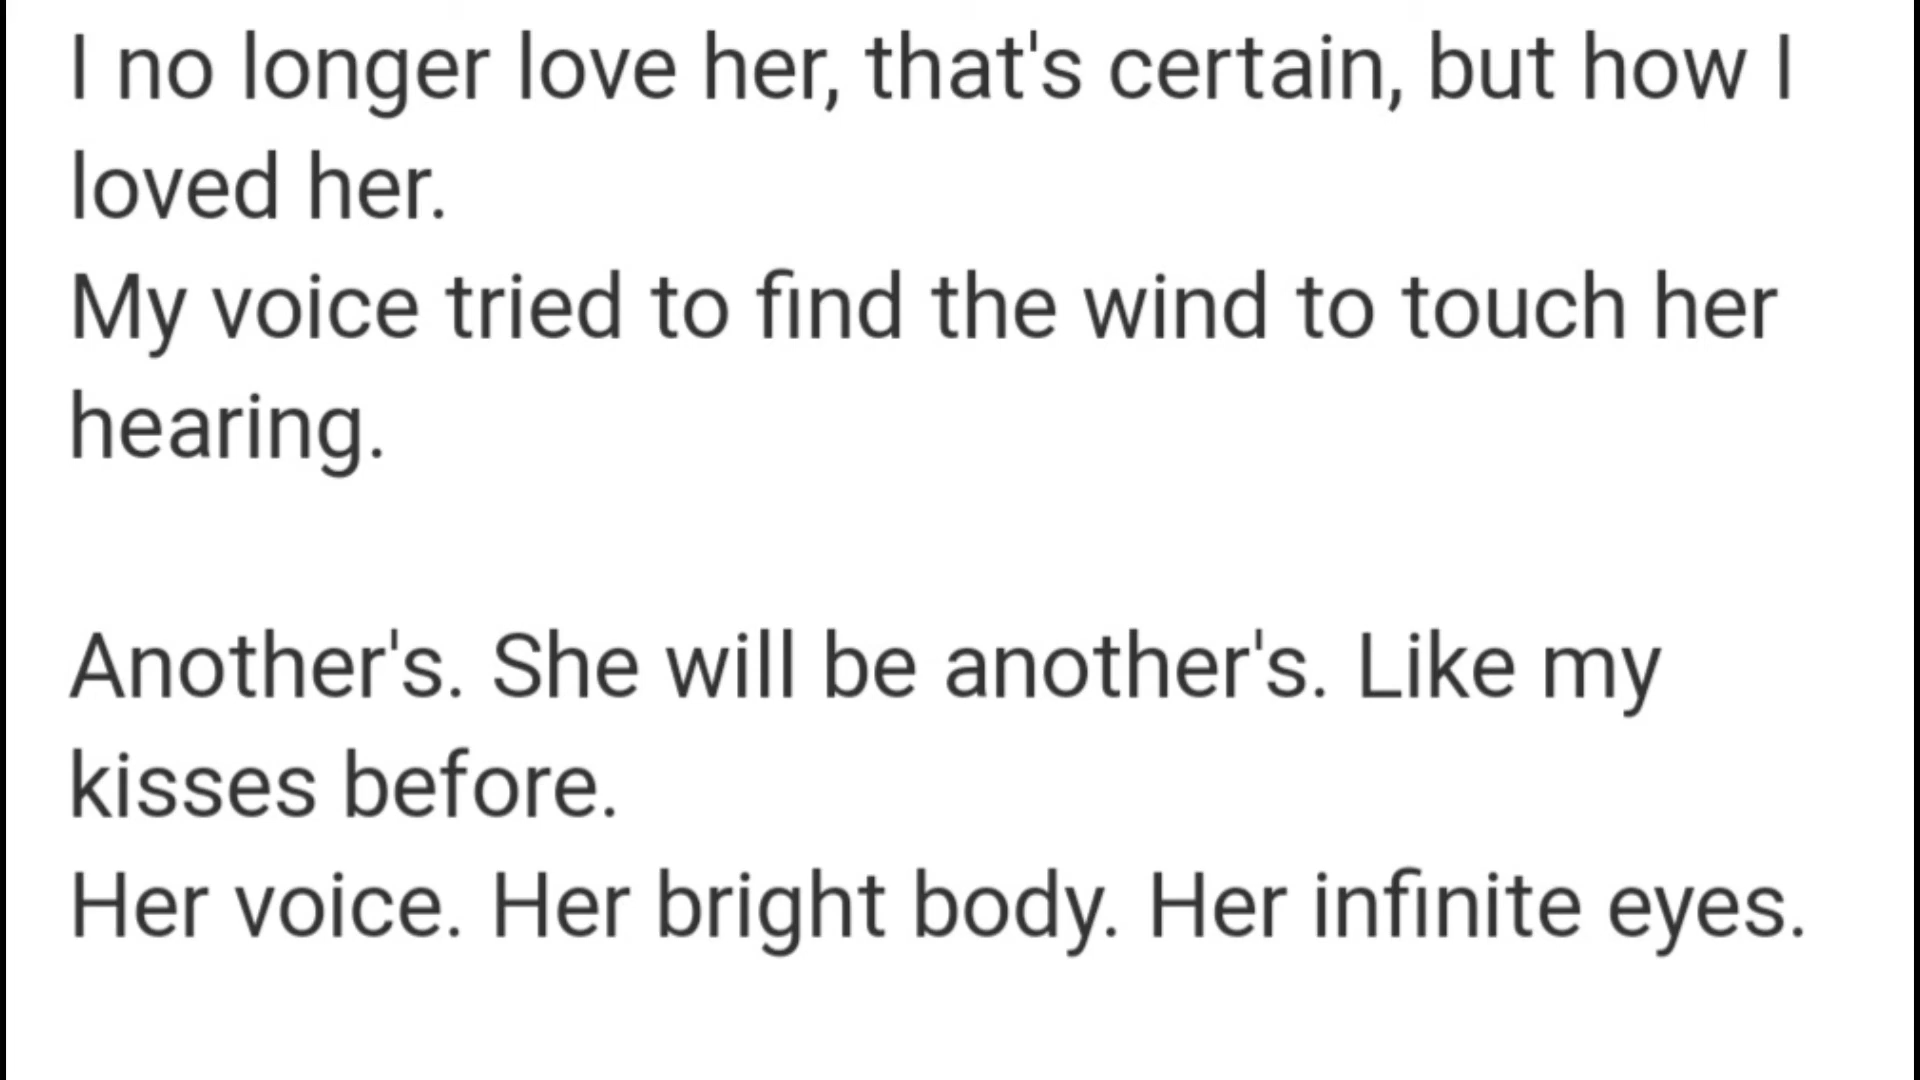 I no longer love her, that's certain, but how I
loved her.
My voice tried to find the wind to touch her
hearing.
Another's. She will be another's. Like my
kisses before.
Her voice. Her bright body. Her infinite eyes.